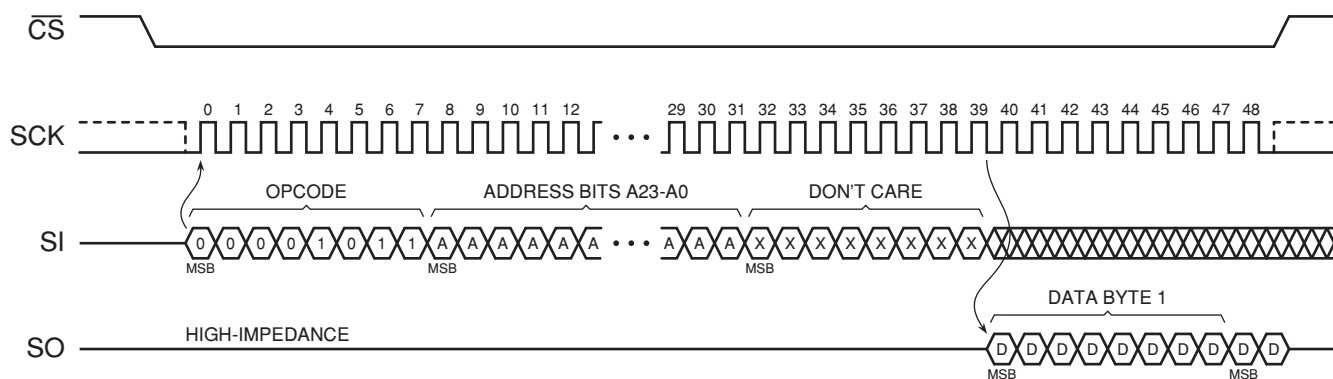 CS
0 1 2 3 4 5 6 7 8 9 10 11 12 29 30 31 32 33 34 35 36 37 38 39 40 41 42 43 44 45 46 47 48
SCK
OPCODE ADDRESS BITS A23-A0 DON'T CARE
SI 0 0 0 0 1 0 1 1 A A A A A A A A A X X X X X X X X
MSB MSB MSB
DATA BYTE 1
HIGH-IMPEDANCE
SO D D D D D D D D D D
MSB MSB